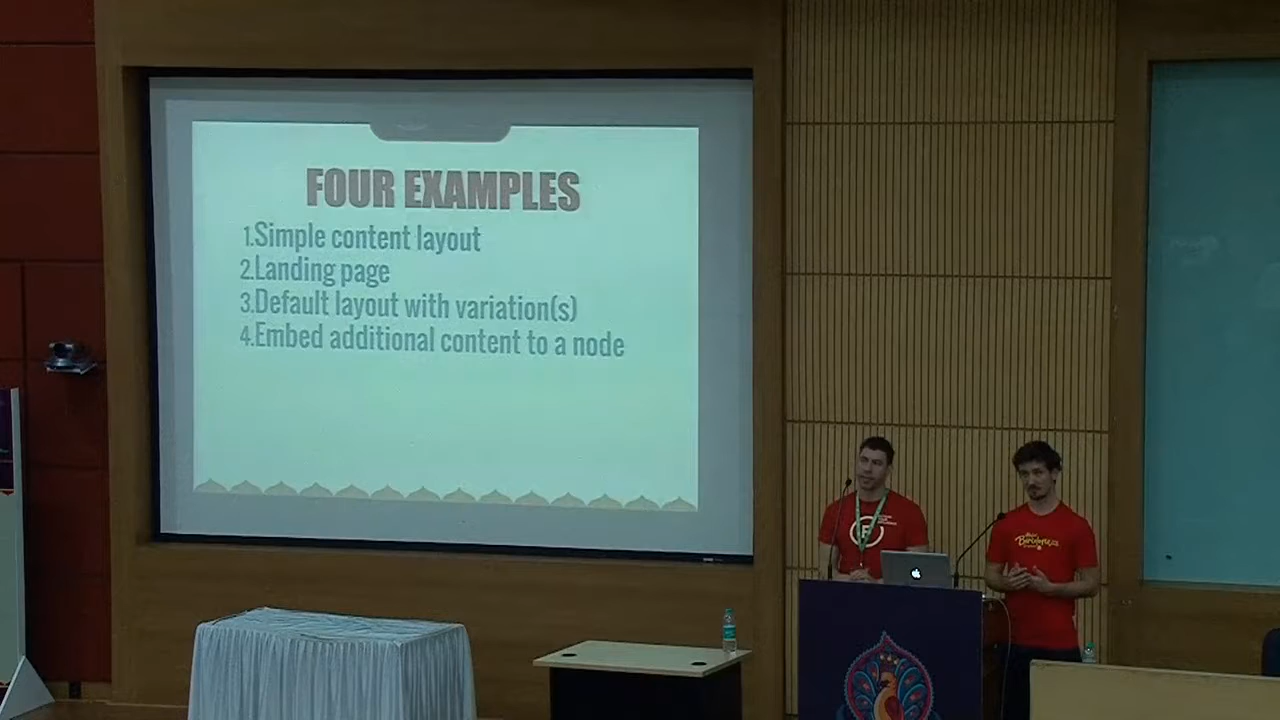 FOUR EXAMPLES
1.Simple content layout
2.Landing page
3.Default layout with variation(s)
4.Embed additional content to a node